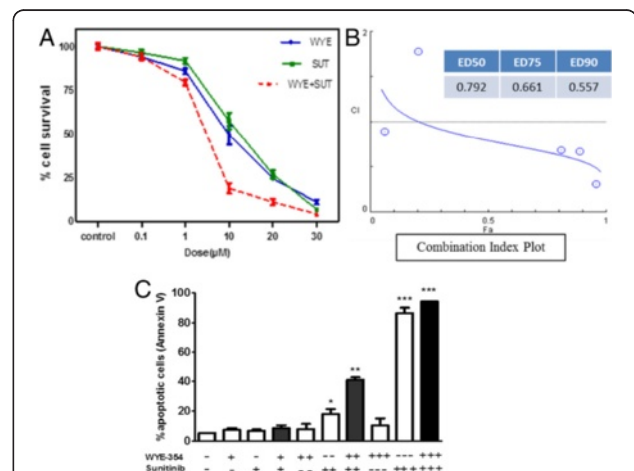 A
100
75
50
25
0
% cell survival
WYE
SUT
WYE+SUT
control 0.1 1 10 20 30
Dose(µM)
B
2
1
0
CI
ED50 ED75 ED90
0.792 0.661 0.557
0.5 1
Fa
Combination Index Plot
C
100
80
60
40
20
0
% apoptotic cells (Annexin V)
* ** *** ***
WYE-354 - + - + ++ -- ++ +++ --- +++
Sunitinib - - + + -- ++ ++ --- +++ +++